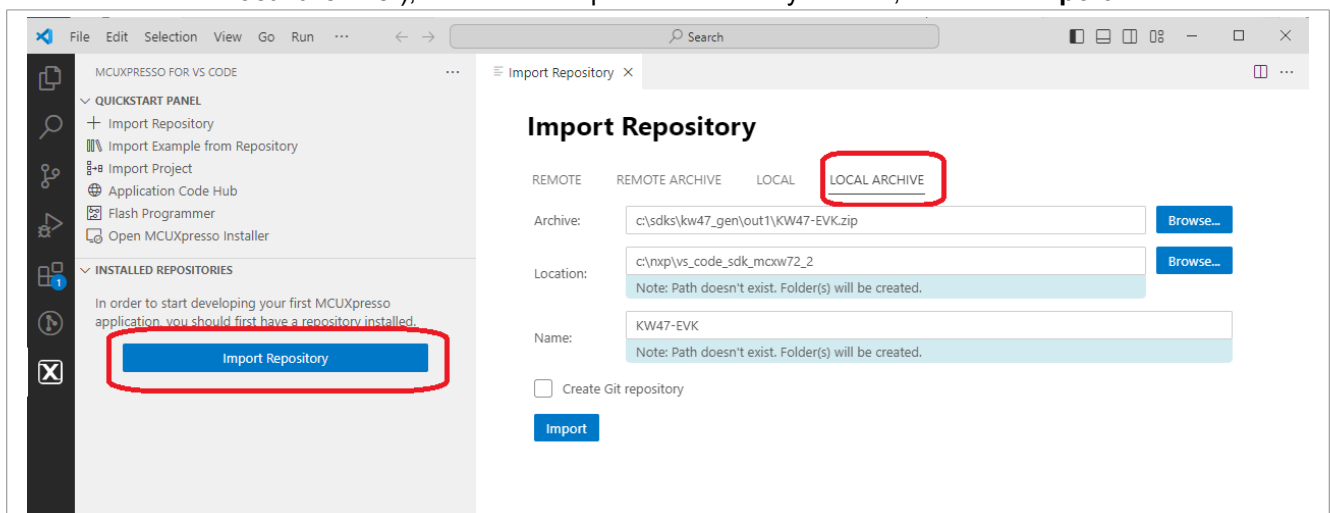 File Edit Selection View Go Run ··· ← → Search
MCUXPRESSO FOR VS CODE ···
QUICKSTART PANEL
Import Repository
Import Example from Repository
Import Project
Application Code Hub
Flash Programmer
Open MCUXpresso Installer
INSTALLED REPOSITORIES
In order to start developing your first MCUXpresso
application, you should first have a repository installed.
Import Repository
1
Import Repository ×
Import Repository
REMOTE REMOTE ARCHIVE LOCAL LOCAL ARCHIVE
Archive: c:\sdks\kw47_gen\out1\KW47-EVK.zip Browse...
Location: c:\nxp\vs_code_sdk_mcxw72_2 Browse...
Note: Path doesn't exist. Folder(s) will be created.
Name: KW47-EVK
Note: Path doesn't exist. Folder(s) will be created.
Create Git repository
Import